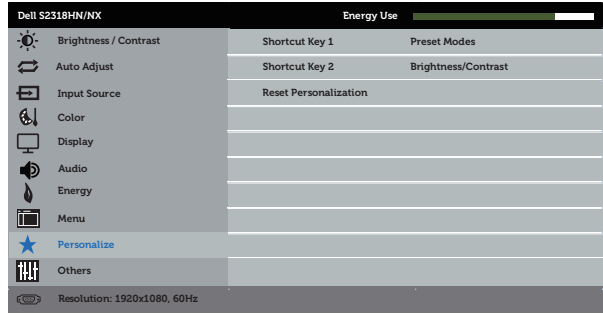 Dell S2318HN/NX Energy Use
Brightness / Contrast Shortcut Key 1 Preset Modes
Auto Adjust Shortcut Key 2 Brightness/Contrast
Input Source Reset Personalization
Color
Display
Audio
Energy
Menu
Personalize
Others
Resolution: 1920x1080, 60Hz